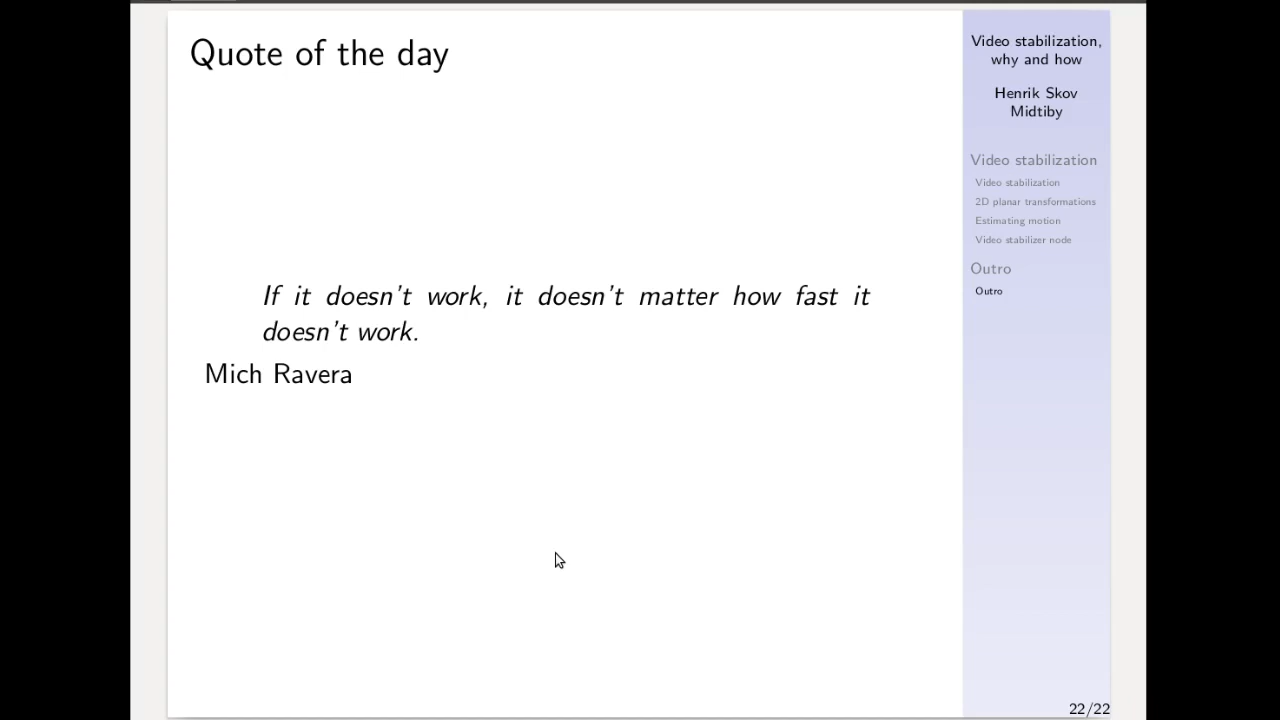 Quote of the day
If it doesn't work, it doesn't matter how fast it
doesn't work.
Mich Ravera
Video stabilization,
why and how
Henrik Skov
Midtiby
Video stabilization
Video stabilization
2D planar transformations
Estimating motion
Video stabilizer node
Outro
Outro
22/22